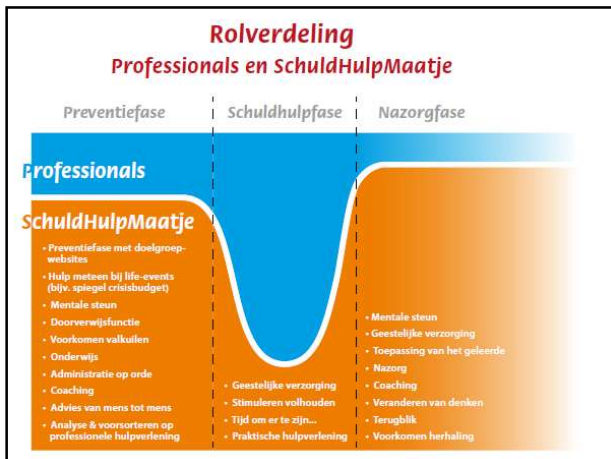 Rolverdeling
Professionals en SchuldHulpMaatje
Preventiefase
Schuldhulpfase
Nazorgfase
Professionals
SchuldHulpMaatje
• Preventiefase met doelgroep-
websites
• Hulp meteen bij life-events
(bijv. spiegel crisisbudget)
• Mentale steun
• Doorverwijsfunctie
• Voorkomen valkuilen
• Onderwijs
• Administratie op orde
• Coaching
• Advies van mens tot mens
• Analyse & voorsorteren op
professionele hulpverlening
• Geestelijke verzorging
• Stimuleren volhouden
• Tijd om er te zijn...
• Praktische hulpverlening
• Mentale steun
• Geestelijke verzorging
• Toepassing van het geleerde
• Nazorg
• Coaching
• Veranderen van denken
• Terugblik
• Voorkomen herhaling